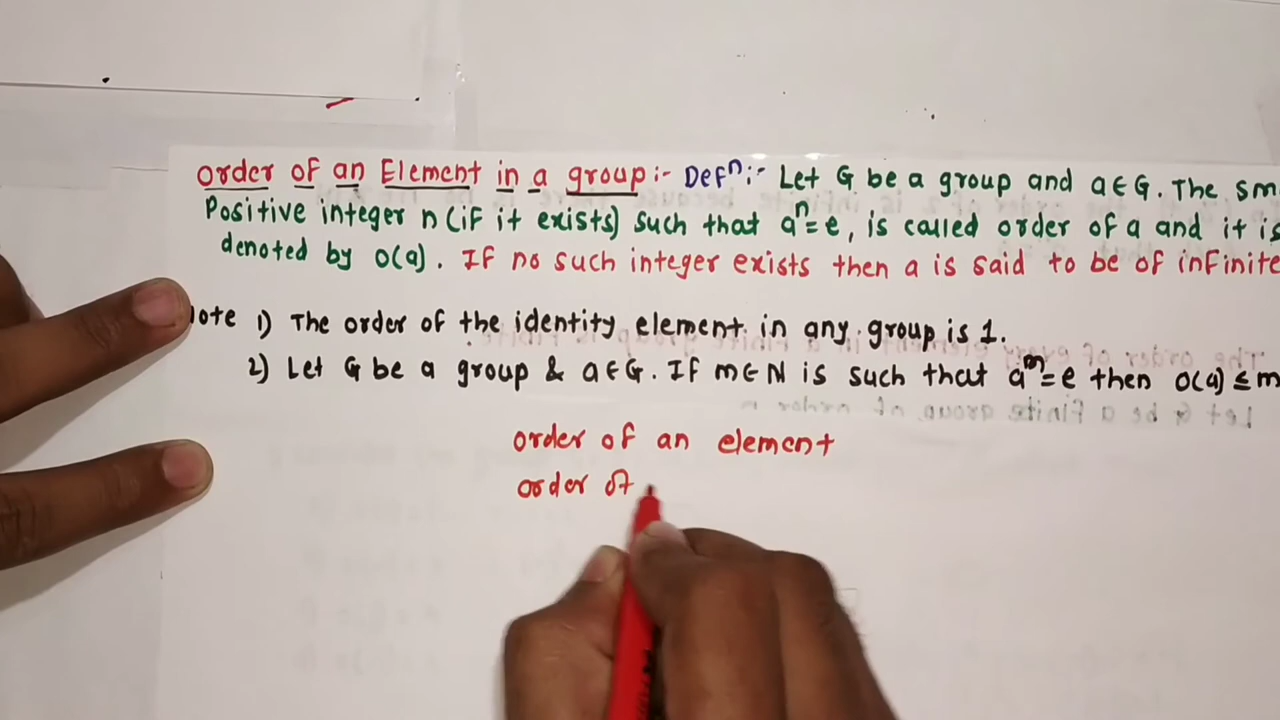 Order of an Element in a group:- Defⁿ:- Let G be a group and a∈G. The sm
Positive integer n (if it exists) such that aⁿ=e, is called order of a and it is
denoted by o(a). If no such integer exists then a is said to be of infinite
Note 1) The order of the identity element in any group is 1.
2) Let G be a group & a∈G. If m∈N is such that aᵐ=e then o(a) ≤ m
order of an element
order of